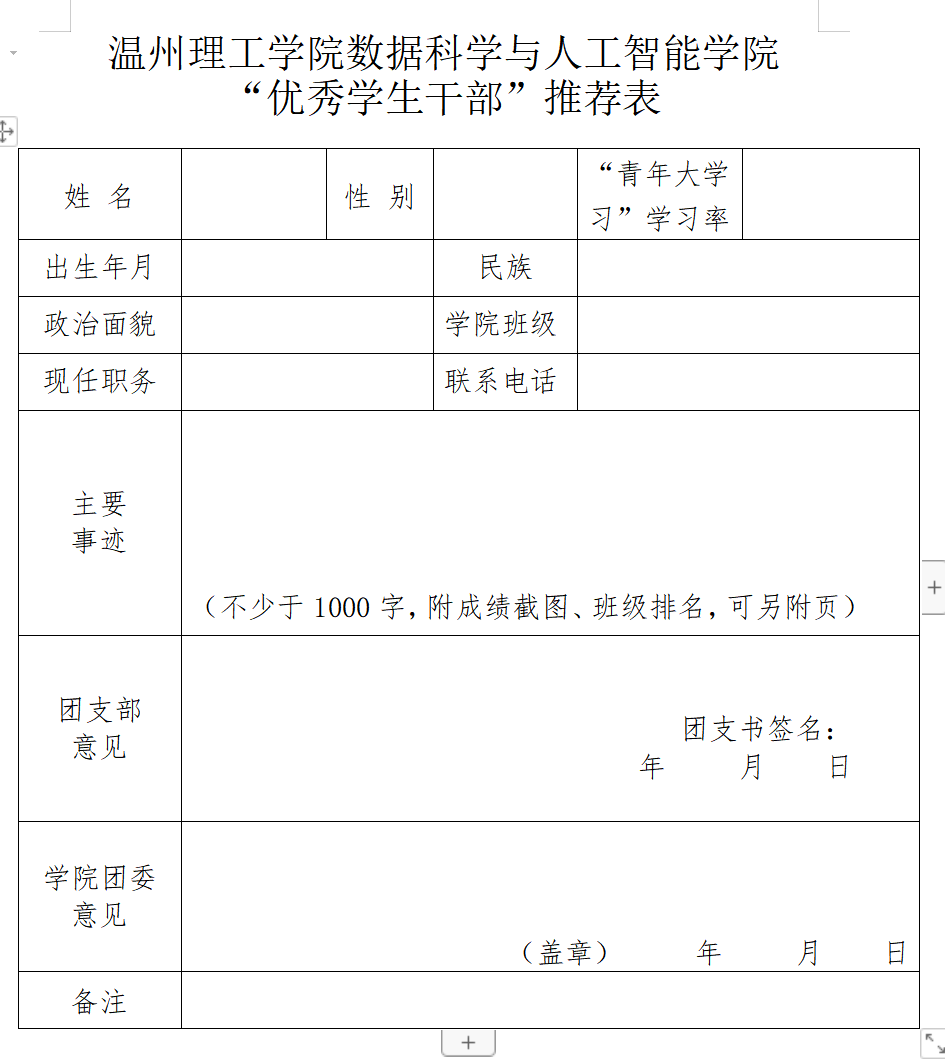 温州理工学院数据科学与人工智能学院
“优秀学生干部”推荐表
姓 名
性 别
“青年大学
习”学习率
出生年月
民族
政治面貌
学院班级
现任职务
联系电话
主要
事迹
（不少于 1000 字,附成绩截图、班级排名,可另附页）
团支部
意见
团支书签名：
年 月 日
学院团委
意见
（盖章） 年 月 日
备注